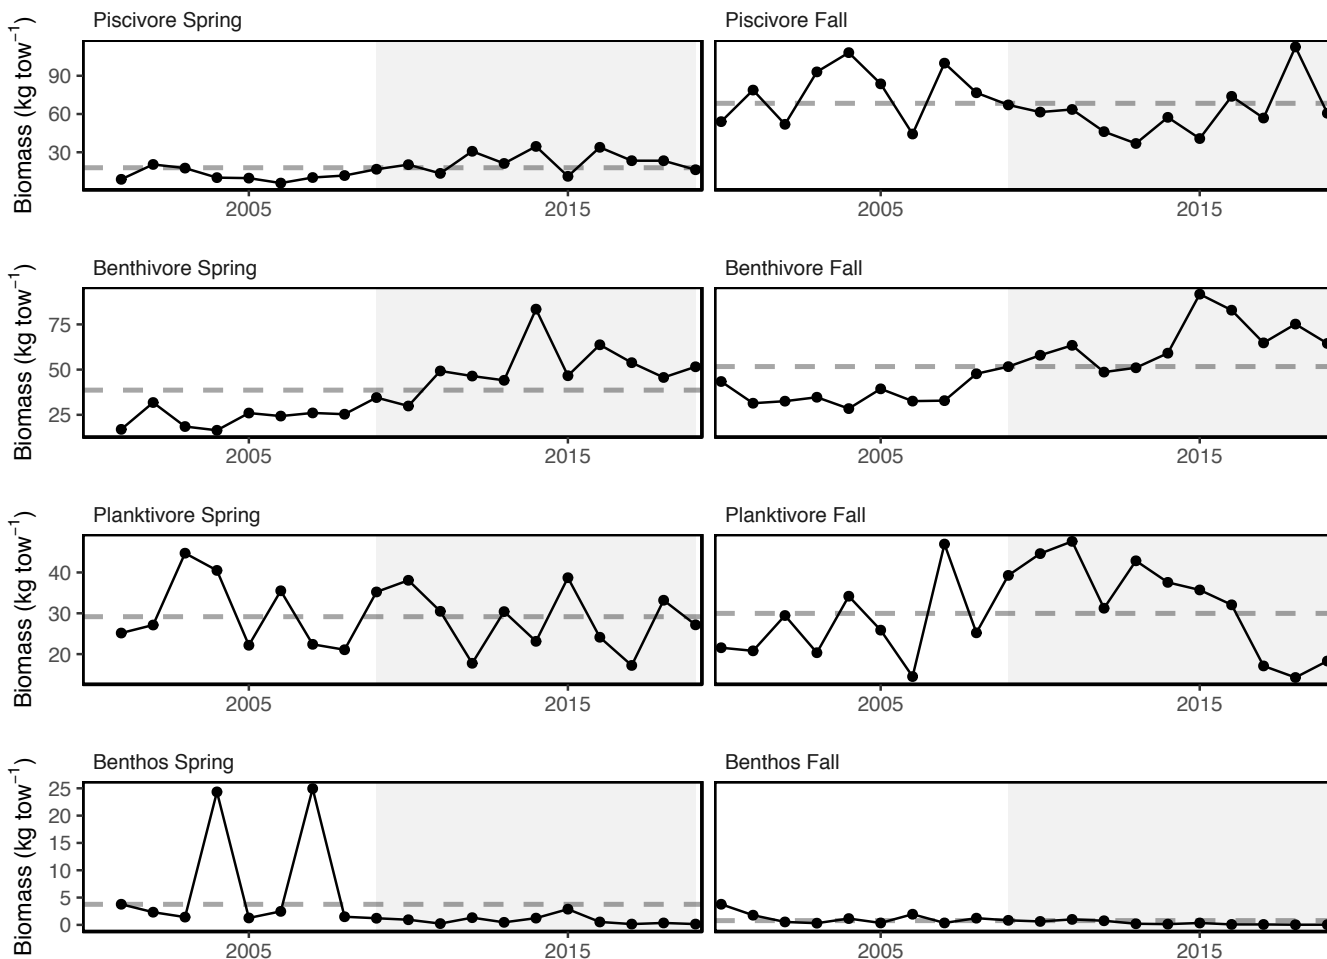 Piscivore Spring
Piscivore Fall
Biomass (kg tow⁻¹)
90
60
30
2005
2015
2005
2015
Benthivore Spring
Benthivore Fall
Biomass (kg tow⁻¹)
75
50
25
2005
2015
2005
2015
Planktivore Spring
Planktivore Fall
Biomass (kg tow⁻¹)
40
30
20
2005
2015
2005
2015
Benthos Spring
Benthos Fall
Biomass (kg tow⁻¹)
25
20
15
10
5
0
2005
2015
2005
2015